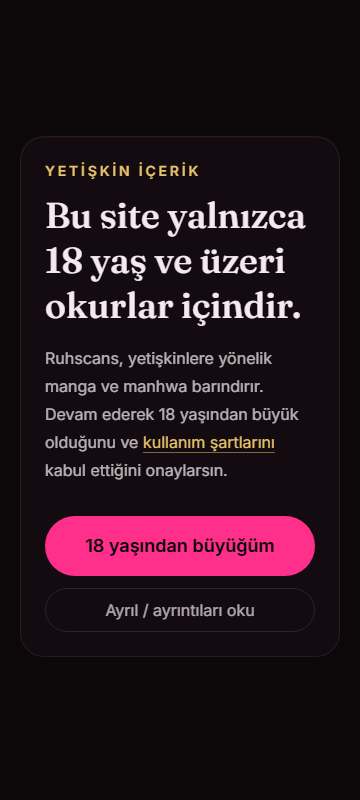 YETİŞKİN İÇERİK
Bu site yalnızca
18 yaş ve üzeri
okurlar içindir.
Ruhscans, yetişkinlere yönelik
manga ve manhwa barındırır.
Devam ederek 18 yaşından büyük
olduğunu ve kullanım şartlarını
kabul ettiğini onaylarsın.
18 yaşından büyüğüm
Ayrıl / ayrıntıları oku